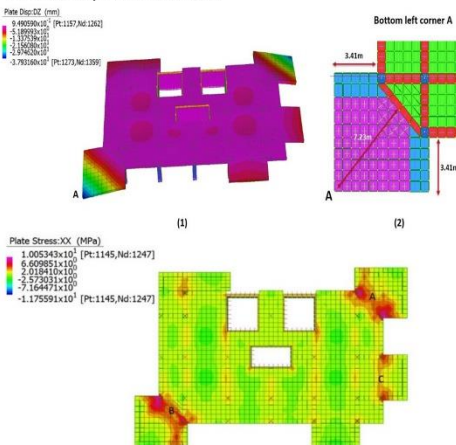 Plate Disp:DZ (mm)
9.490590x10⁻² [Pt:1157,Nd:1262]
-5.189993x10⁰
-1.337539x10¹
-2.156080x10¹
-2.974620x10¹
-3.793160x10¹ [Pt:1273,Nd:1359]
A
(1)
Bottom left corner A
3.41m
7.23m
3.41m
A
(2)
Plate Stress:XX (MPa)
1.005343x10¹ [Pt:1145,Nd:1247]
6.609851x10⁰
2.018410x10⁰
-2.573031x10⁰
-7.164471x10⁰
-1.175591x10¹ [Pt:1145,Nd:1247]
A
C
B